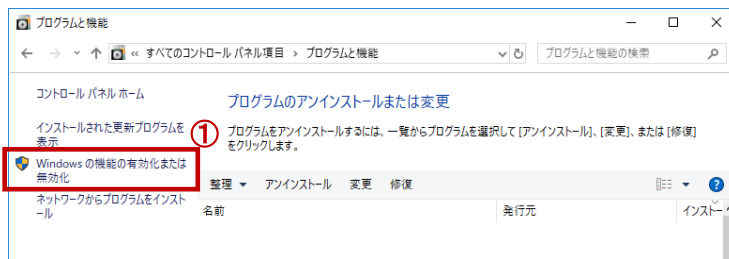 プログラムと機能
« すべてのコントロール パネル項目 › プログラムと機能
プログラムと機能の検索
コントロール パネル ホーム
インストールされた更新プログラムを
表示
Windows の機能の有効化または
無効化
ネットワークからプログラムをインスト
ール
①
プログラムのアンインストールまたは変更
プログラムをアンインストールするには、一覧からプログラムを選択して [アンインストール]、[変更]、または [修復]
をクリックします。
整理 アンインストール 変更 修復
名前 発行元 インストー